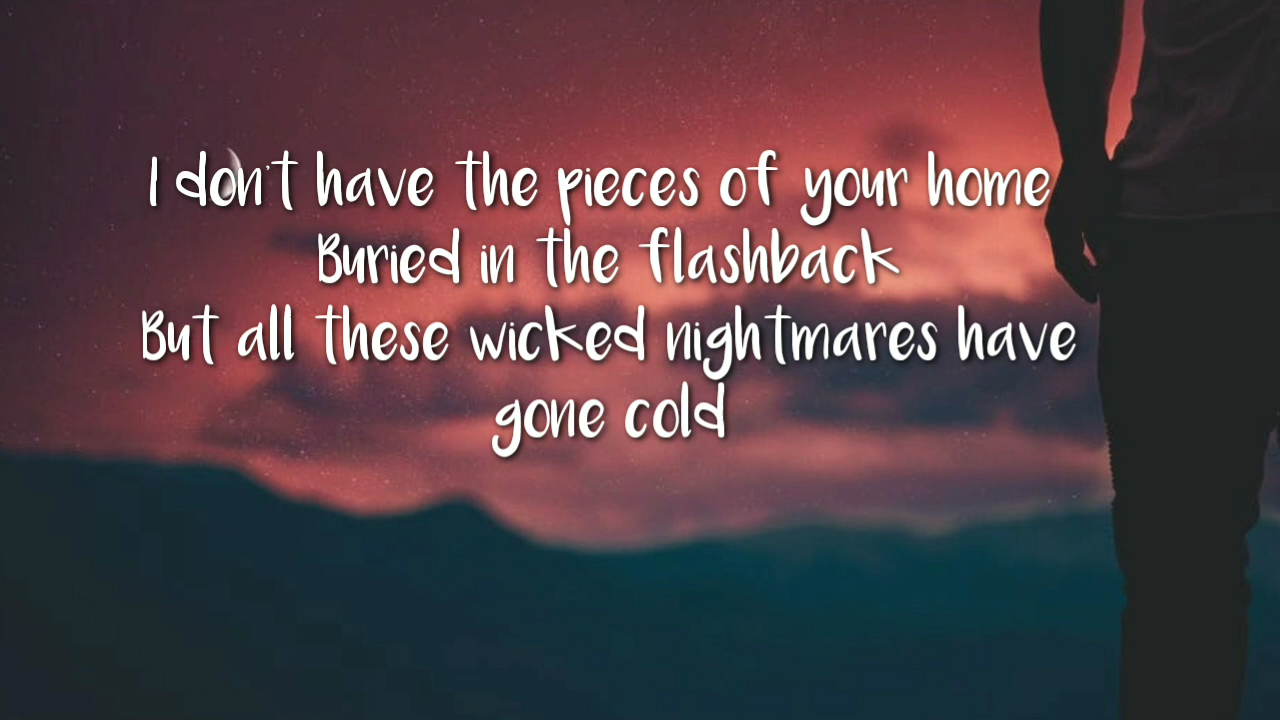 I don't have the pieces of your home
Buried in the flashback
But all these wicked nightmares have
gone cold